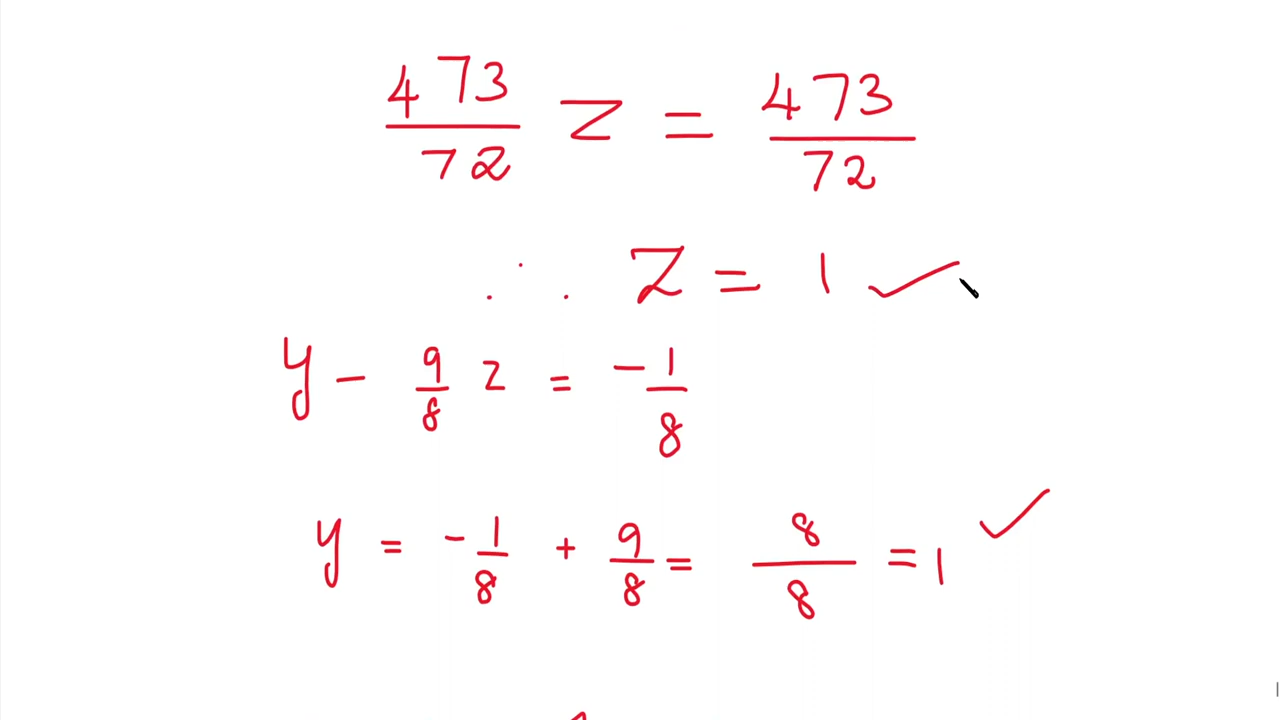 473/72 Z = 473/72
∴ Z = 1 ✓
y - 9/8 z = -1/8
y = -1/8 + 9/8 = 8/8 = 1 ✓